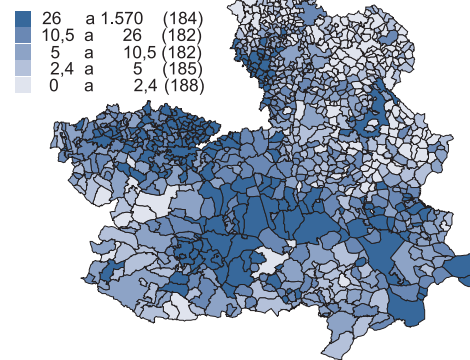 26 a 1.570 (184)
10,5 a 26 (182)
5 a 10,5 (182)
2,4 a 5 (185)
0 a 2,4 (188)